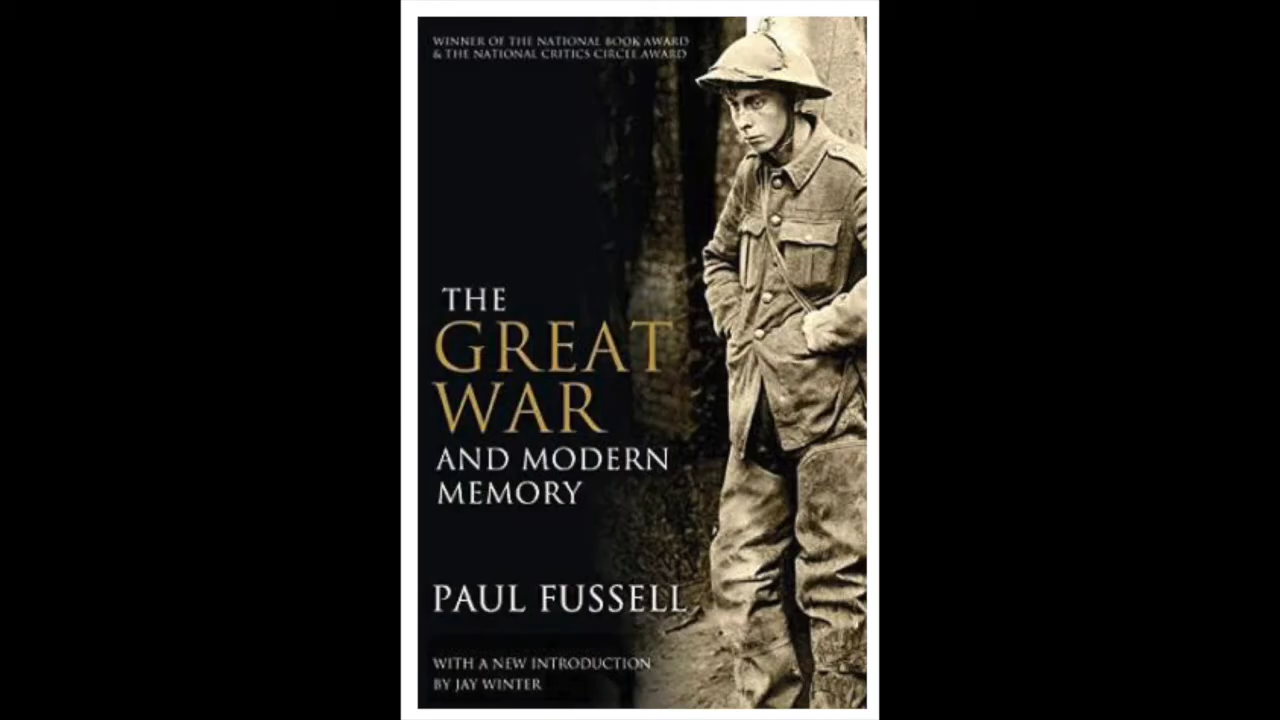 WINNER OF THE NATIONAL BOOK AWARD
& THE NATIONAL CRITICS CIRCLE AWARD
THE
GREAT
WAR
AND MODERN
MEMORY
PAUL FUSSELL
WITH A NEW INTRODUCTION
BY JAY WINTER